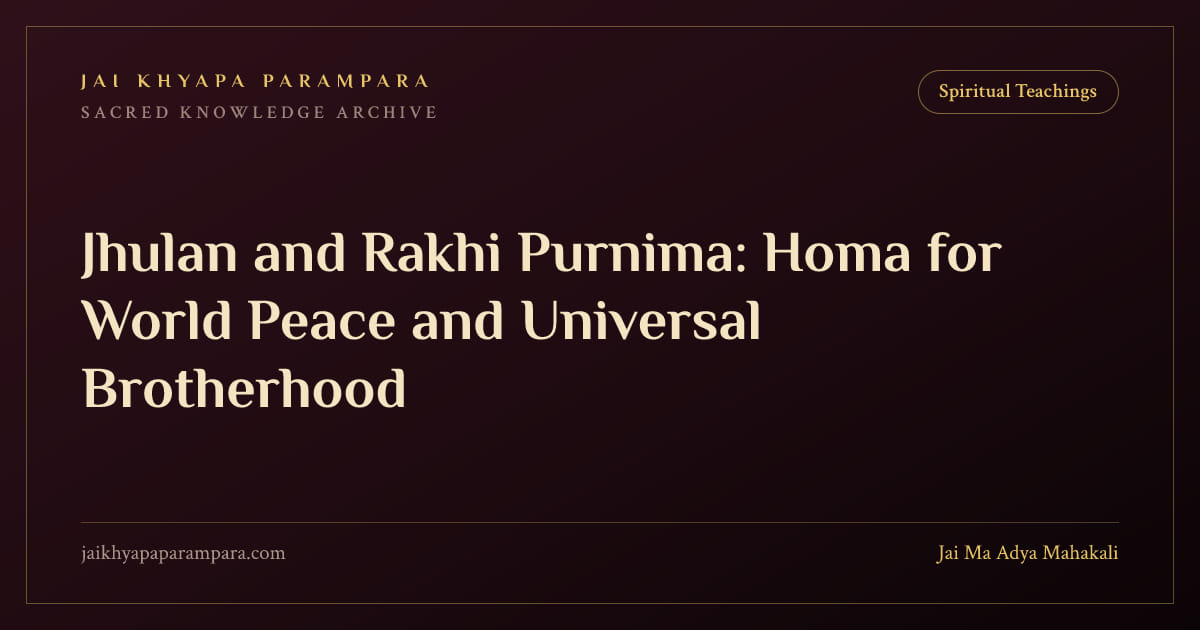 JAI KHYAPA PARAMPARA
SACRED KNOWLEDGE ARCHIVE
Spiritual Teachings
Jhulan and Rakhi Purnima: Homa for
World Peace and Universal
Brotherhood
jaikhyapaparampara.com
Jai Ma Adya Mahakali